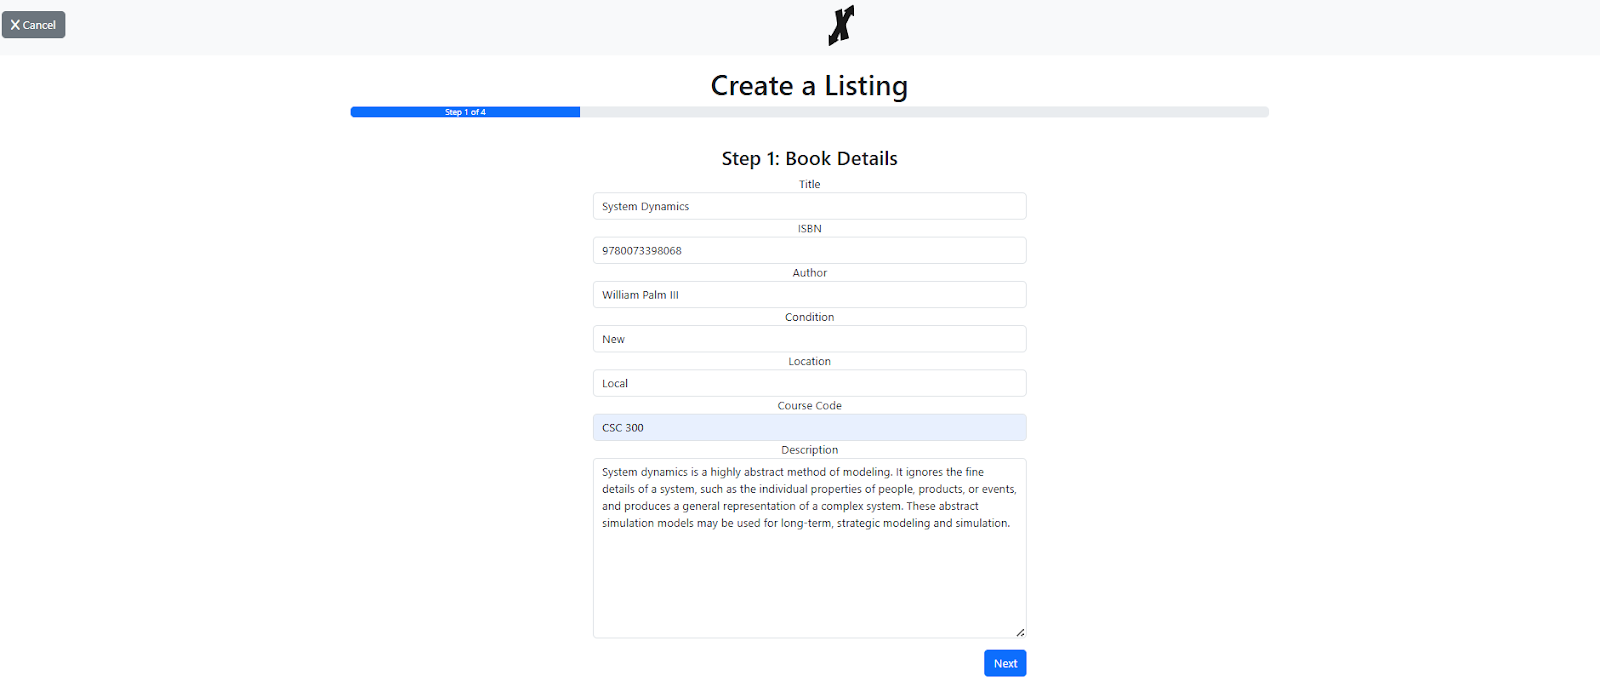 Cancel
Create a Listing
Step 1 of 4
Step 1: Book Details
Title
System Dynamics
ISBN
9780073398068
Author
William Palm III
Condition
New
Location
Local
Course Code
CSC 300
Description
System dynamics is a highly abstract method of modeling. It ignores the fine
details of a system, such as the individual properties of people, products, or events,
and produces a general representation of a complex system. These abstract
simulation models may be used for long-term, strategic modeling and simulation.
Next